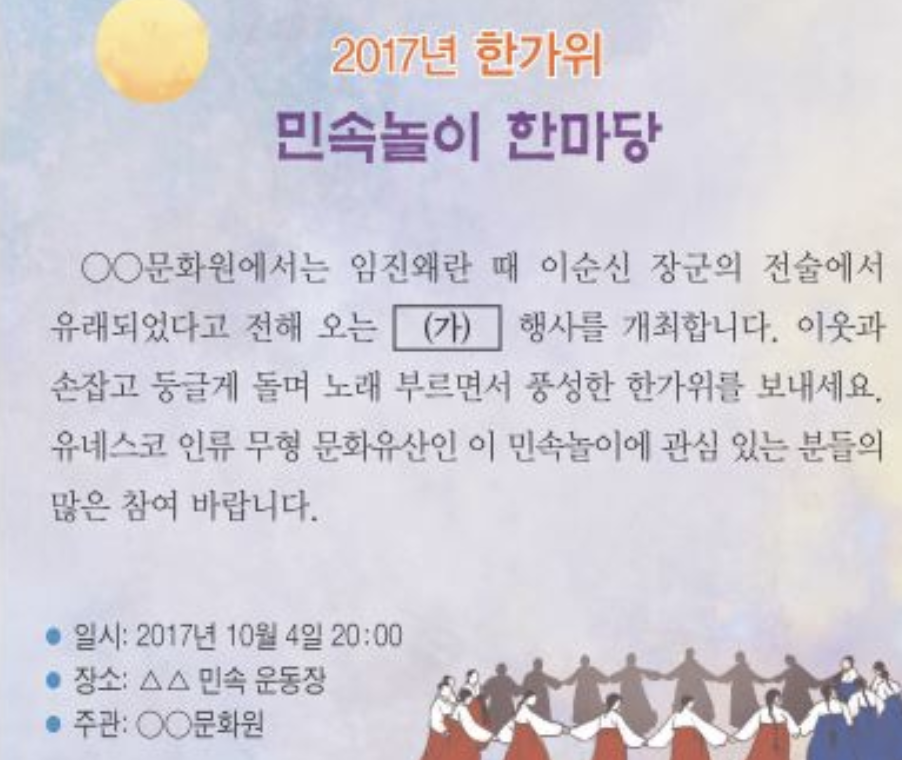 2017년 한가위
민속놀이 한마당
○○문화원에서는 임진왜란 때 이순신 장군의 전술에서
유래되었다고 전해 오는 (가) 행사를 개최합니다. 이웃과
손잡고 둥글게 돌며 노래 부르면서 풍성한 한가위를 보내세요.
유네스코 인류 무형 문화유산인 이 민속놀이에 관심 있는 분들의
많은 참여 바랍니다.
● 일시: 2017년 10월 4일 20:00
● 장소: △△ 민속 운동장
● 주관: ○○문화원